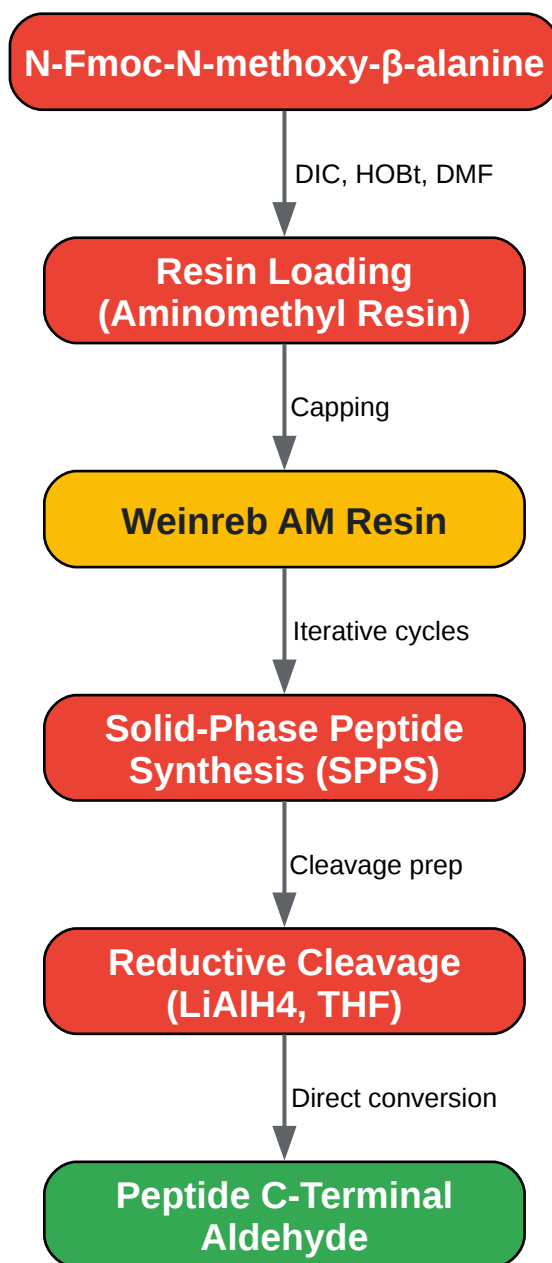 N-Fmoc-N-methoxy-β-alanine
DIC, HOBt, DMF
Resin Loading
(Aminomethyl Resin)
Capping
Weinreb AM Resin
Iterative cycles
Solid-Phase Peptide
Synthesis (SPPS)
Cleavage prep
Reductive Cleavage
(LiAlH4, THF)
Direct conversion
Peptide C-Terminal
Aldehyde